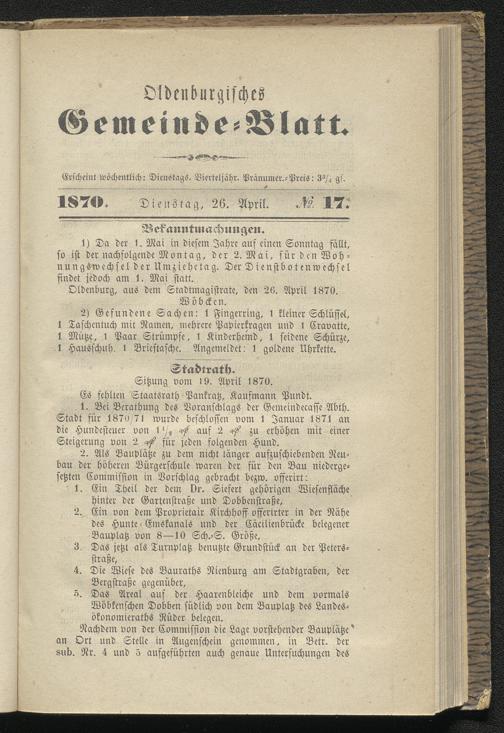 Oldenburgisches
Gemeinde-Blatt.
Erscheint wöchentlich: Dienstags. Vierteljähr. Pränumer.-Preis: 3¾ gs.
1870. Dienstag, 26. April. № 17.
Bekanntmachungen.
1) Da der 1. Mai in diesem Jahre auf einen Sonntag fällt,
so ist der nachfolgende Montag, der 2. Mai, für den Woh-
nungswechsel der Umziehetag. Der Dienstbotenwechsel
findet jedoch am 1. Mai statt.
Oldenburg, aus dem Stadtmagistrate, den 26. April 1870.
Wöbcken.
2) Gefundene Sachen: 1 Fingerring, 1 kleiner Schlüssel,
1 Taschentuch mit Namen, mehrere Papierkragen und 1 Cravatte,
1 Mütze, 1 Paar Strümpfe, 1 Kinderhemd, 1 seidene Schürze,
1 Hausschuh, 1 Brieftasche. Angemeldet: 1 goldene Uhrkette.
Stadtrath.
Sitzung vom 19. April 1870.
Es fehlten Staatsrath Pankratz, Kaufmann Pundt.
1. Bei Berathung des Voranschlags der Gemeindecasse Abth.
Stadt für 1870/71 wurde beschlossen vom 1 Januar 1871 an
die Hundesteuer von 1⅓ ₰ auf 2 ₰ zu erhöhen mit einer
Steigerung von 2 ₰ für jeden folgenden Hund.
2. Als Bauplätze zu dem nicht länger aufzuschiebenden Neu-
bau der höheren Bürgerschule waren der für den Bau niederge-
setzten Commission in Vorschlag gebracht bezw. offerirt:
1. Ein Theil der dem Dr. Siefert gehörigen Wiesenfläche
hinter der Gartenstraße und Dobbenstraße,
2. Ein von dem Proprietair Kirchhoff offerirter in der Nähe
des Hunte Emskanals und der Cäcilienbrücke belegener
Bauplatz von 8—10 Sch.-S. Größe,
3. Das jetzt als Turnplatz benutzte Grundstück an der Peters-
straße,
4. Die Wiese des Bauraths Nienburg am Stadtgraben, der
Bergstraße gegenüber,
5. Das Areal auf der Haarenbleiche und dem vormals
Wöbkenschen Dobben südlich von dem Bauplatz des Landes-
ökonomieraths Rüder belegen.
Nachdem von der Commission die Lage vorstehender Bauplätze
an Ort und Stelle in Augenschein genommen, in Betr. der
sub. Nr. 4 und 5 aufgeführten auch genaue Untersuchungen des